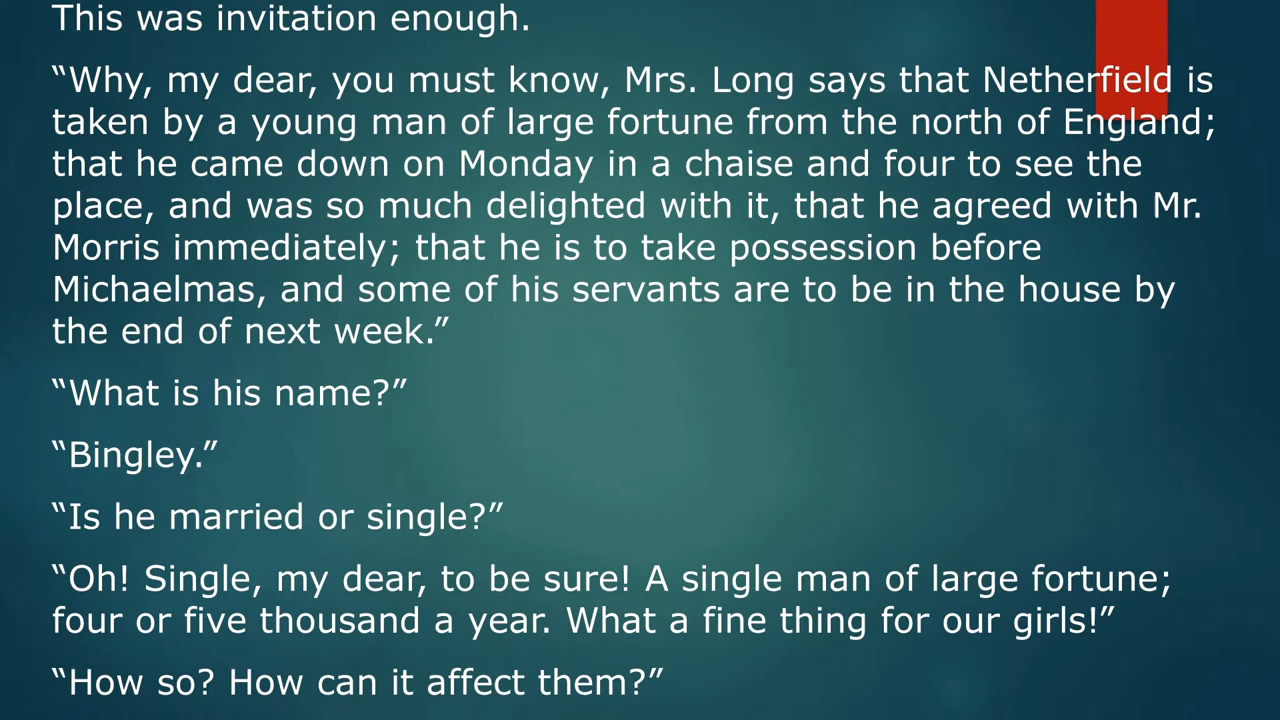 This was invitation enough.
“Why, my dear, you must know, Mrs. Long says that Netherfield is
taken by a young man of large fortune from the north of England;
that he came down on Monday in a chaise and four to see the
place, and was so much delighted with it, that he agreed with Mr.
Morris immediately; that he is to take possession before
Michaelmas, and some of his servants are to be in the house by
the end of next week.”
“What is his name?”
“Bingley.”
“Is he married or single?”
“Oh! Single, my dear, to be sure! A single man of large fortune;
four or five thousand a year. What a fine thing for our girls!”
“How so? How can it affect them?”